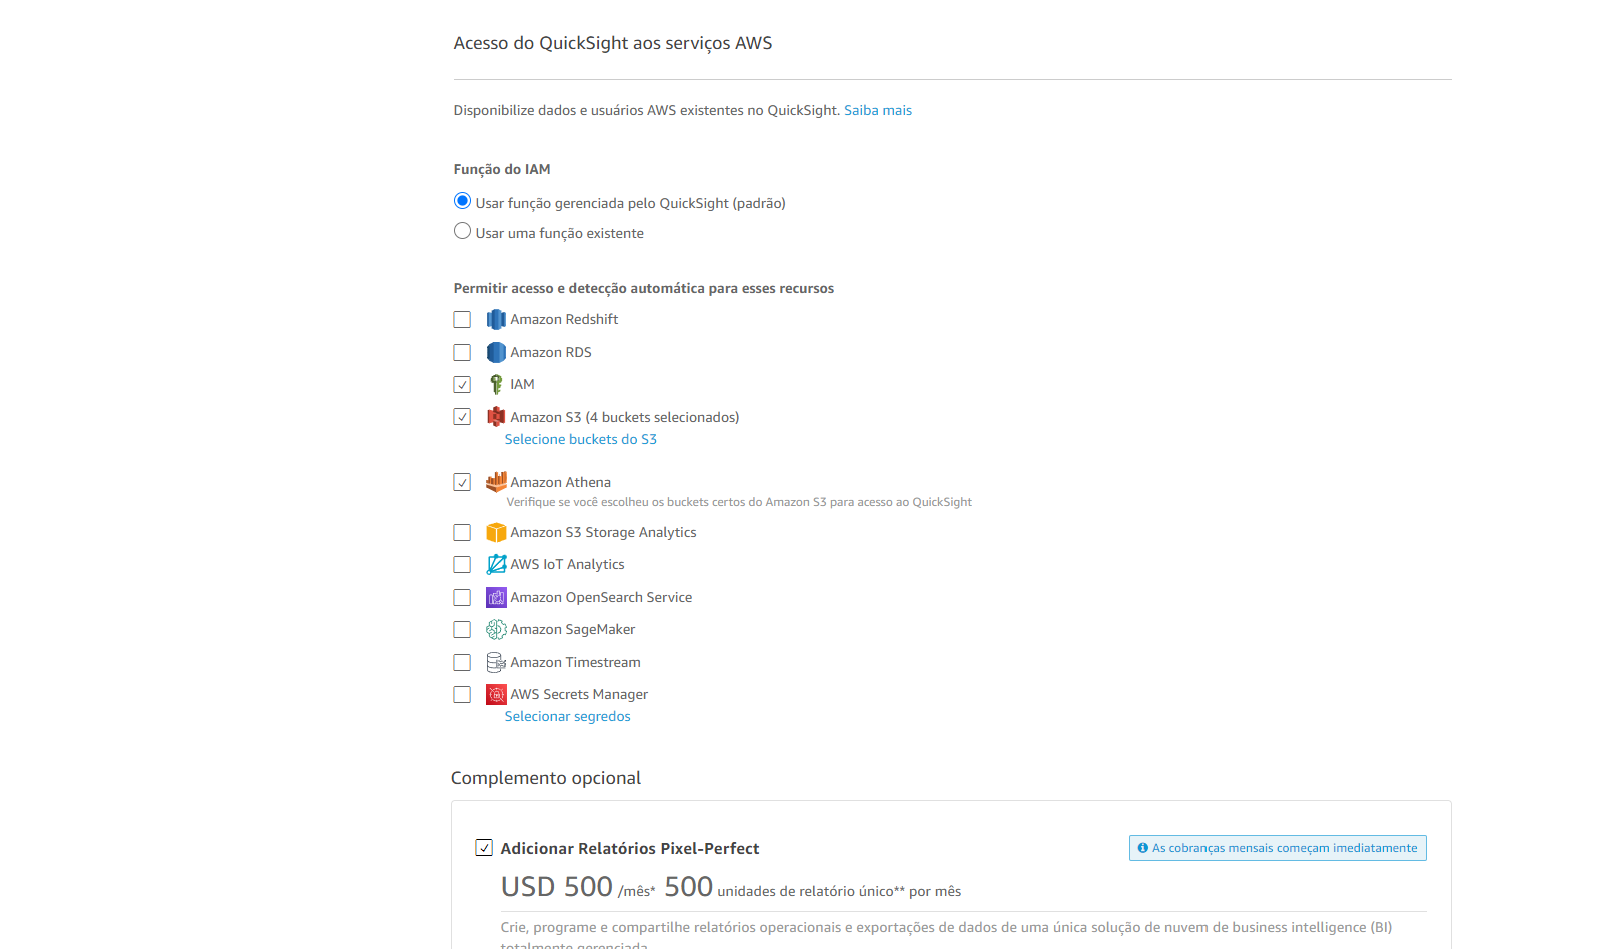 Acesso do QuickSight aos serviços AWS
Disponibilize dados e usuários AWS existentes no QuickSight. Saiba mais
Função do IAM
Usar função gerenciada pelo QuickSight (padrão)
Usar uma função existente
Permitir acesso e detecção automática para esses recursos
Amazon Redshift
Amazon RDS
IAM
Amazon S3 (4 buckets selecionados)
Selecione buckets do S3
Amazon Athena
Verifique se você escolheu os buckets certos do Amazon S3 para acesso ao QuickSight
Amazon S3 Storage Analytics
AWS IoT Analytics
Amazon OpenSearch Service
Amazon SageMaker
Amazon Timestream
AWS Secrets Manager
Selecionar segredos
Complemento opcional
Adicionar Relatórios Pixel-Perfect
As cobranças mensais começam imediatamente
USD 500 /mês* 500 unidades de relatório único** por mês
Crie, programe e compartilhe relatórios operacionais e exportações de dados de uma única solução de nuvem de business intelligence (BI)
totalmente gerenciada